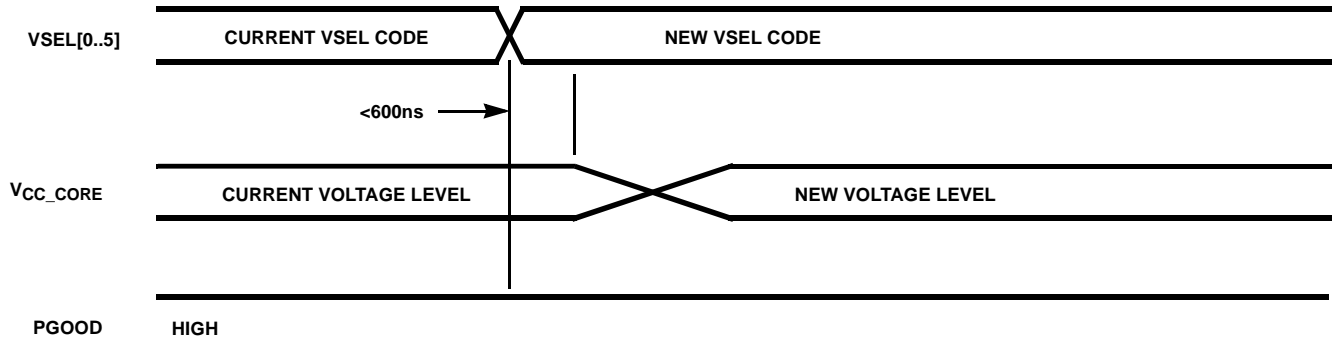 VSEL[0..5] CURRENT VSEL CODE NEW VSEL CODE
<600ns
VCC_CORE CURRENT VOLTAGE LEVEL NEW VOLTAGE LEVEL
PGOOD HIGH